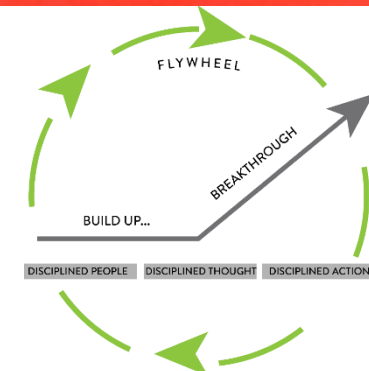 FLYWHEEL
BREAKTHROUGH
BUILD UP...
DISCIPLINED PEOPLE DISCIPLINED THOUGHT DISCIPLINED ACTION